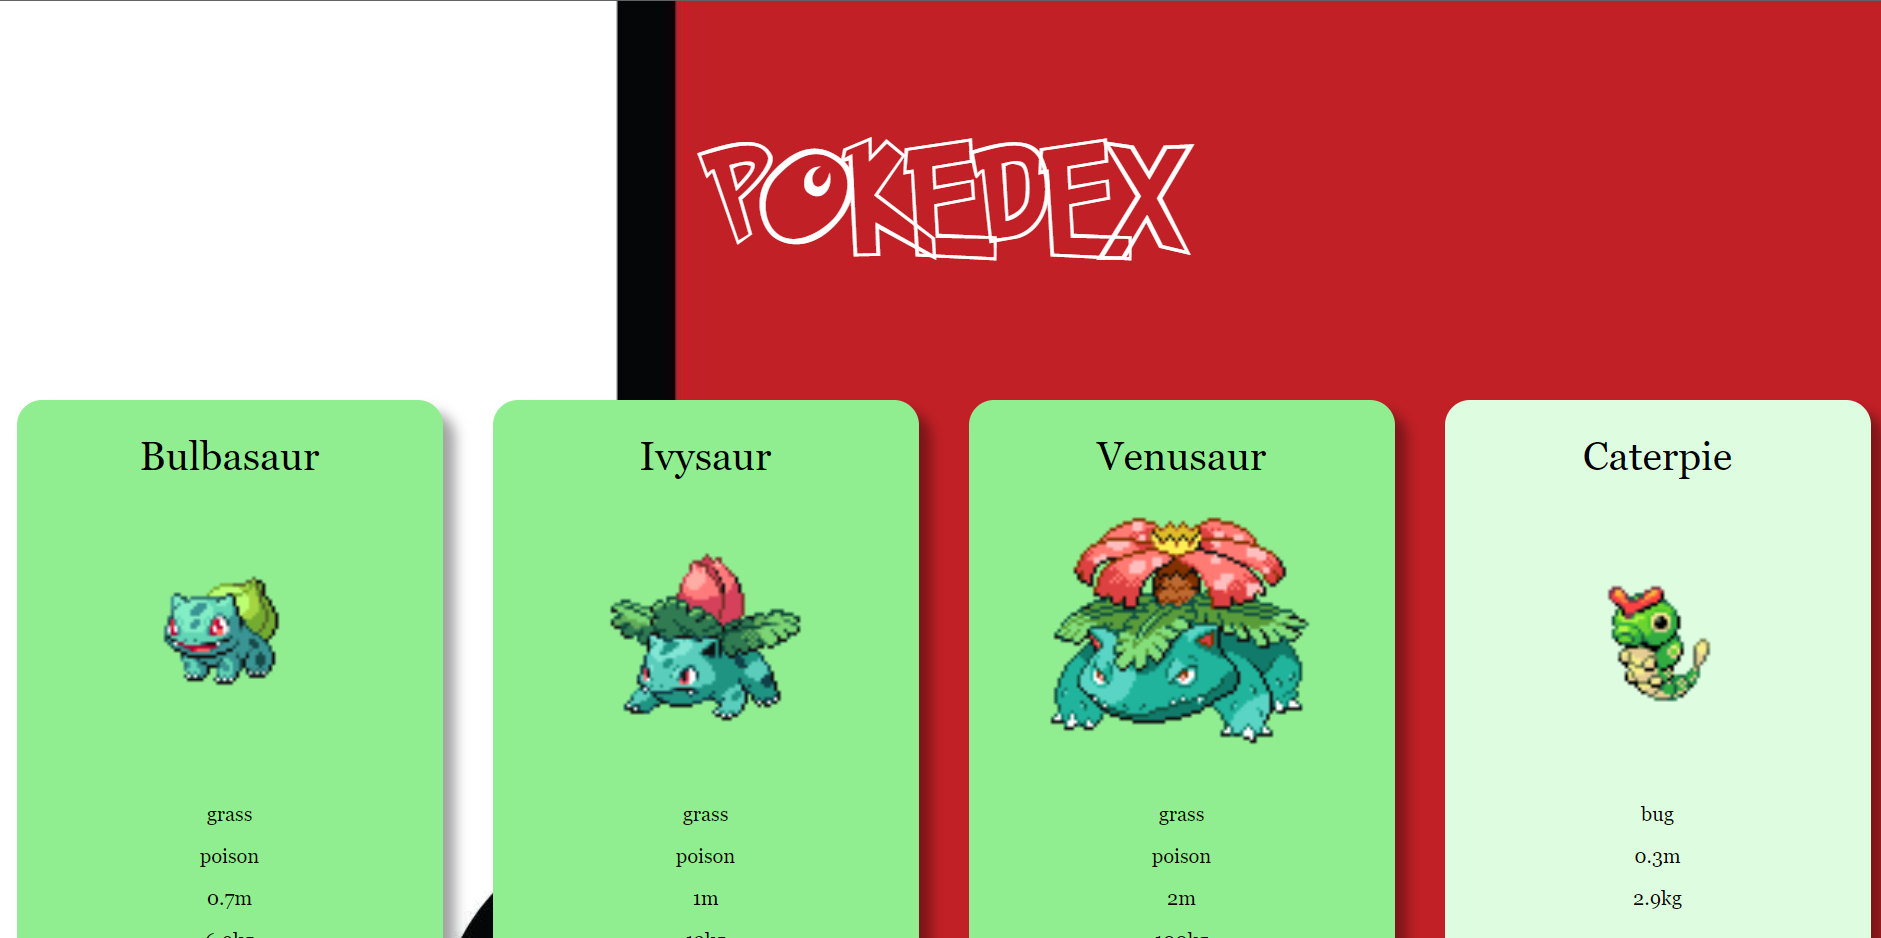 POKEDEX
Bulbasaur
grass
poison
0.7m
Ivysaur
grass
poison
1m
Venusaur
grass
poison
2m
Caterpie
bug
0.3m
2.9kg